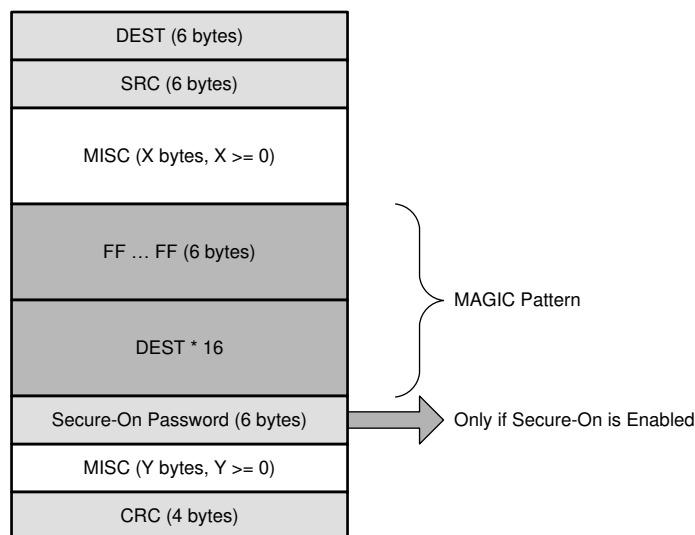 DEST (6 bytes)
SRC (6 bytes)
MISC (X bytes, X >= 0)
FF … FF (6 bytes)
MAGIC Pattern
DEST * 16
Secure-On Password (6 bytes)
Only if Secure-On is Enabled
MISC (Y bytes, Y >= 0)
CRC (4 bytes)